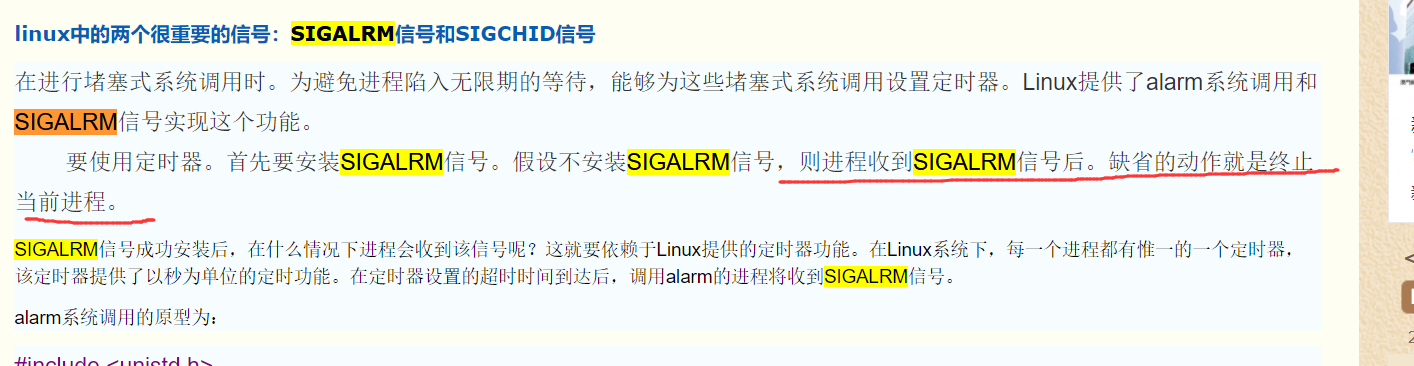 linux中的两个很重要的信号：SIGALRM信号和SIGCHID信号
在进行堵塞式系统调用时。为避免进程陷入无限期的等待，能够为这些堵塞式系统调用设置定时器。Linux提供了alarm系统调用和
SIGALRM信号实现这个功能。
要使用定时器。首先要安装SIGALRM信号。假设不安装SIGALRM信号，则进程收到SIGALRM信号后。缺省的动作就是终止
当前进程。
SIGALRM信号成功安装后，在什么情况下进程会收到该信号呢？这就要依赖于Linux提供的定时器功能。在Linux系统下，每一个进程都有惟一的一个定时器，
该定时器提供了以秒为单位的定时功能。在定时器设置的超时时间到达后，调用alarm的进程将收到SIGALRM信号。
alarm系统调用的原型为：
#include <unistd.h>